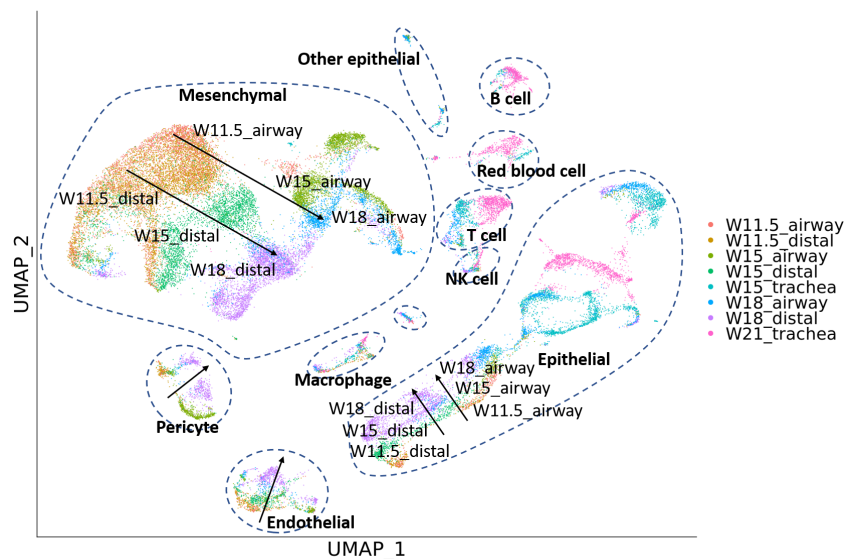 Other epithelial
B cell
Mesenchymal
W11.5_airway
Red blood cell
W15_airway
W11.5_distal
W18_airway
W15_distal
T cell
W18_distal
NK cell
Epithelial
W18_airway
Macrophage
W15_airway
W18_distal
W11.5_airway
W15_distal
Pericyte
W11.5_distal
Endothelial
UMAP_1
UMAP_2
W11.5_airway
W11.5_distal
W15_airway
W15_distal
W15_trachea
W18_airway
W18_distal
W21_trachea